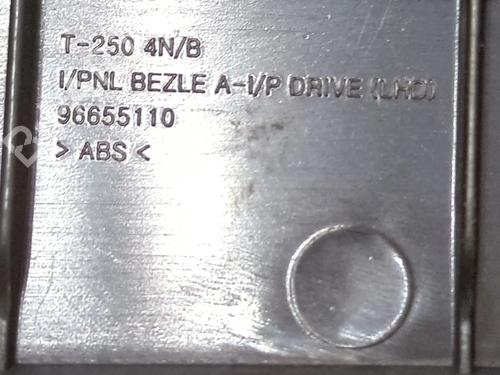 T-250 4N/B
I/PNL BEZLE A-I/P DRIVE (LHD)
96655110
> ABS <